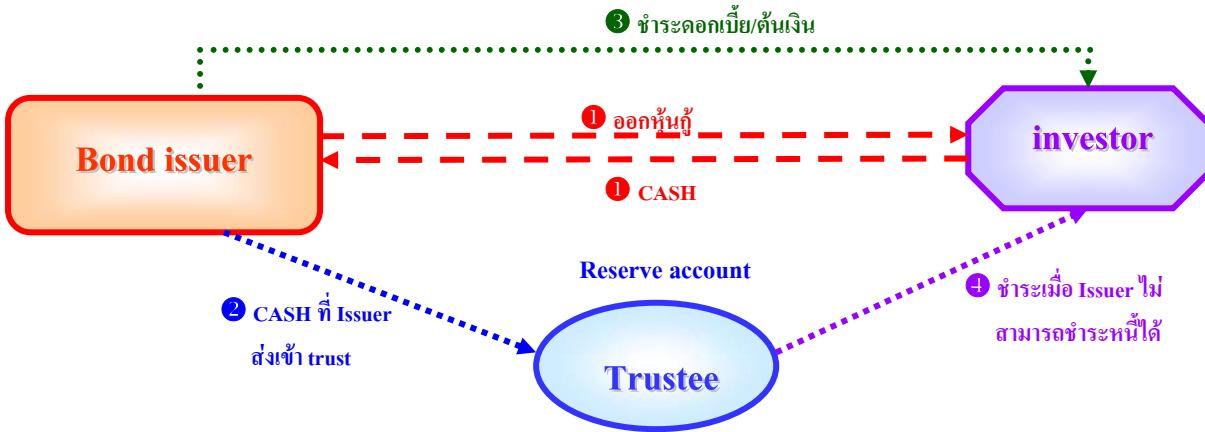 ❸ ชำระดอกเบี้ย/ต้นเงิน
❶ ออกหุ้นกู้
Bond issuer
investor
❶ CASH
Reserve account
❷ CASH ที่ Issuer
ส่งเข้า trust
❹ ชำระเมื่อ Issuer ไม่
สามารถชำระหนี้ได้
Trustee